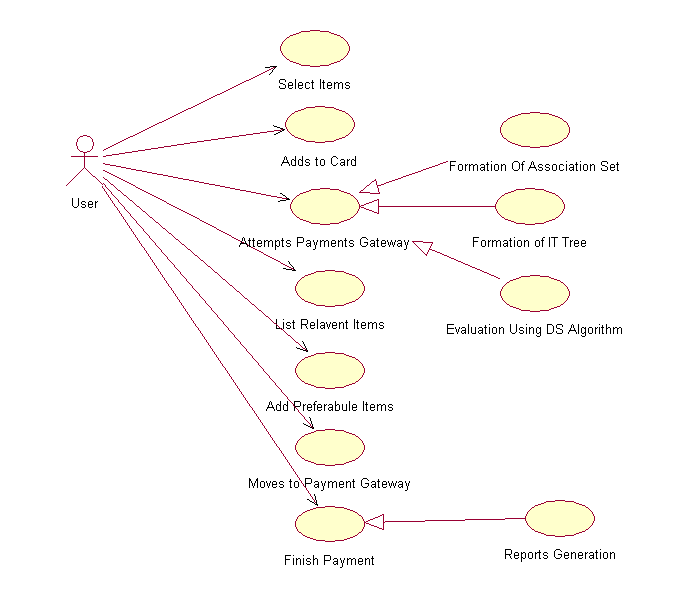 Select Items
Adds to Card
Formation Of Association Set
User
Attempts Payments Gateway
Formation of IT Tree
List Relavent Items
Evaluation Using DS Algorithm
Add Preferabule Items
Moves to Payment Gateway
Finish Payment
Reports Generation